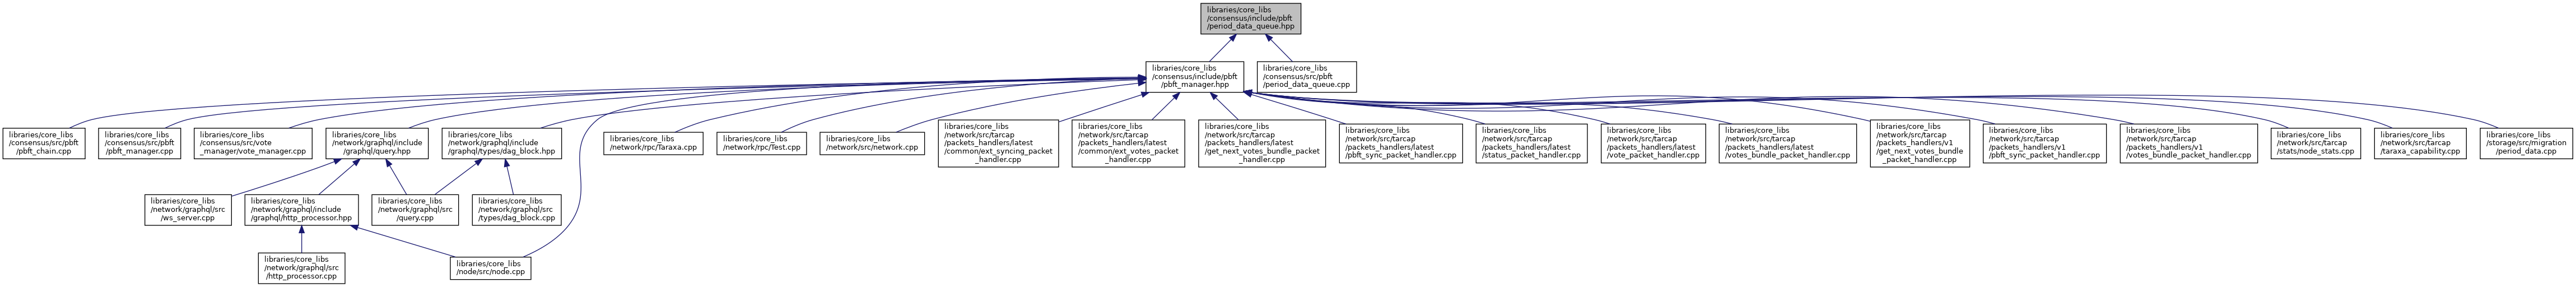 libraries/core_libs
/consensus/include/pbft
/period_data_queue.hpp
libraries/core_libs
/consensus/include/pbft
/pbft_manager.hpp
libraries/core_libs
/consensus/src/pbft
/period_data_queue.cpp
libraries/core_libs
/consensus/src/pbft
/pbft_chain.cpp
libraries/core_libs
/consensus/src/pbft
/pbft_manager.cpp
libraries/core_libs
/consensus/src/vote
_manager/vote_manager.cpp
libraries/core_libs
/network/graphql/include
/graphql/query.hpp
libraries/core_libs
/network/graphql/include
/graphql/types/dag_block.hpp
libraries/core_libs
/network/rpc/Taraxa.cpp
libraries/core_libs
/network/rpc/Test.cpp
libraries/core_libs
/network/src/network.cpp
libraries/core_libs
/network/src/tarcap
/packets_handlers/latest
/common/ext_syncing_packet
_handler.cpp
libraries/core_libs
/network/src/tarcap
/packets_handlers/latest
/common/ext_votes_packet
_handler.cpp
libraries/core_libs
/network/src/tarcap
/packets_handlers/latest
/get_next_votes_bundle_packet
_handler.cpp
libraries/core_libs
/network/src/tarcap
/packets_handlers/latest
/pbft_sync_packet_handler.cpp
libraries/core_libs
/network/src/tarcap
/packets_handlers/latest
/status_packet_handler.cpp
libraries/core_libs
/network/src/tarcap
/packets_handlers/latest
/vote_packet_handler.cpp
libraries/core_libs
/network/src/tarcap
/packets_handlers/latest
/votes_bundle_packet_handler.cpp
libraries/core_libs
/network/src/tarcap
/packets_handlers/v1
/get_next_votes_bundle
_packet_handler.cpp
libraries/core_libs
/network/src/tarcap
/packets_handlers/v1
/pbft_sync_packet_handler.cpp
libraries/core_libs
/network/src/tarcap
/packets_handlers/v1
/votes_bundle_packet_handler.cpp
libraries/core_libs
/network/src/tarcap
/stats/node_stats.cpp
libraries/core_libs
/network/src/tarcap
/taraxa_capability.cpp
libraries/core_libs
/storage/src/migration
/period_data.cpp
libraries/core_libs
/network/graphql/src
/ws_server.cpp
libraries/core_libs
/network/graphql/include
/graphql/http_processor.hpp
libraries/core_libs
/network/graphql/src
/query.cpp
libraries/core_libs
/network/graphql/src
/types/dag_block.cpp
libraries/core_libs
/network/graphql/src
/http_processor.cpp
libraries/core_libs
/node/src/node.cpp